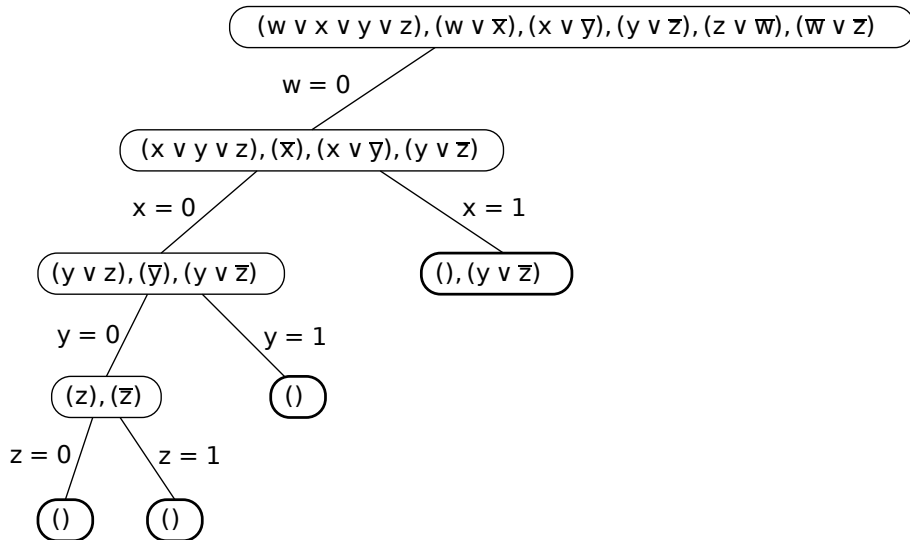 (w ∨ x ∨ y ∨ z), (w ∨ x̅), (x ∨ y̅), (y ∨ z̅), (z ∨ w̅), (w̅ ∨ z̅)
w = 0
(x ∨ y ∨ z), (x̅), (x ∨ y̅), (y ∨ z̅)
x = 0 x = 1
(y ∨ z), (y̅), (y ∨ z̅) (), (y ∨ z̅)
y = 0 y = 1
(z), (z̅) ()
z = 0 z = 1
() ()